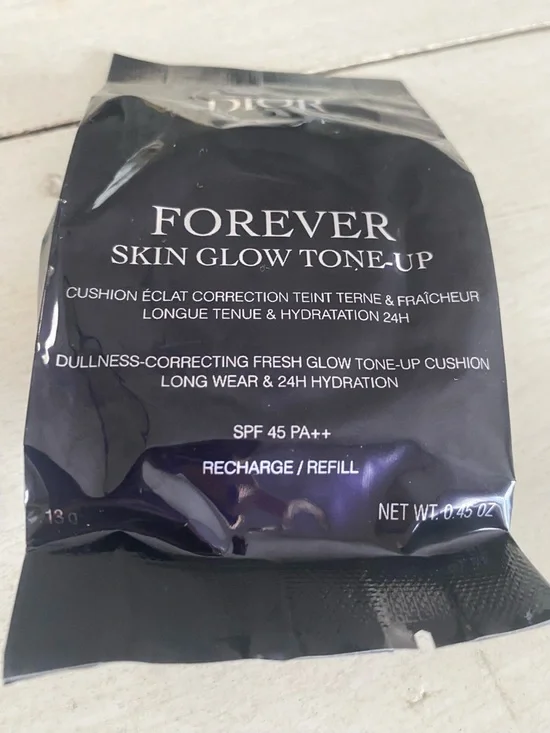 DIOR
FOREVER
SKIN GLOW TONE-UP
CUSHION ÉCLAT CORRECTION TEINT TERNE & FRAÎCHEUR
LONGUE TENUE & HYDRATATION 24H
DULLNESS-CORRECTING FRESH GLOW TONE-UP CUSHION
LONG WEAR & 24H HYDRATION
SPF 45 PA++
RECHARGE / REFILL
13 g NET WT. 0.45 OZ